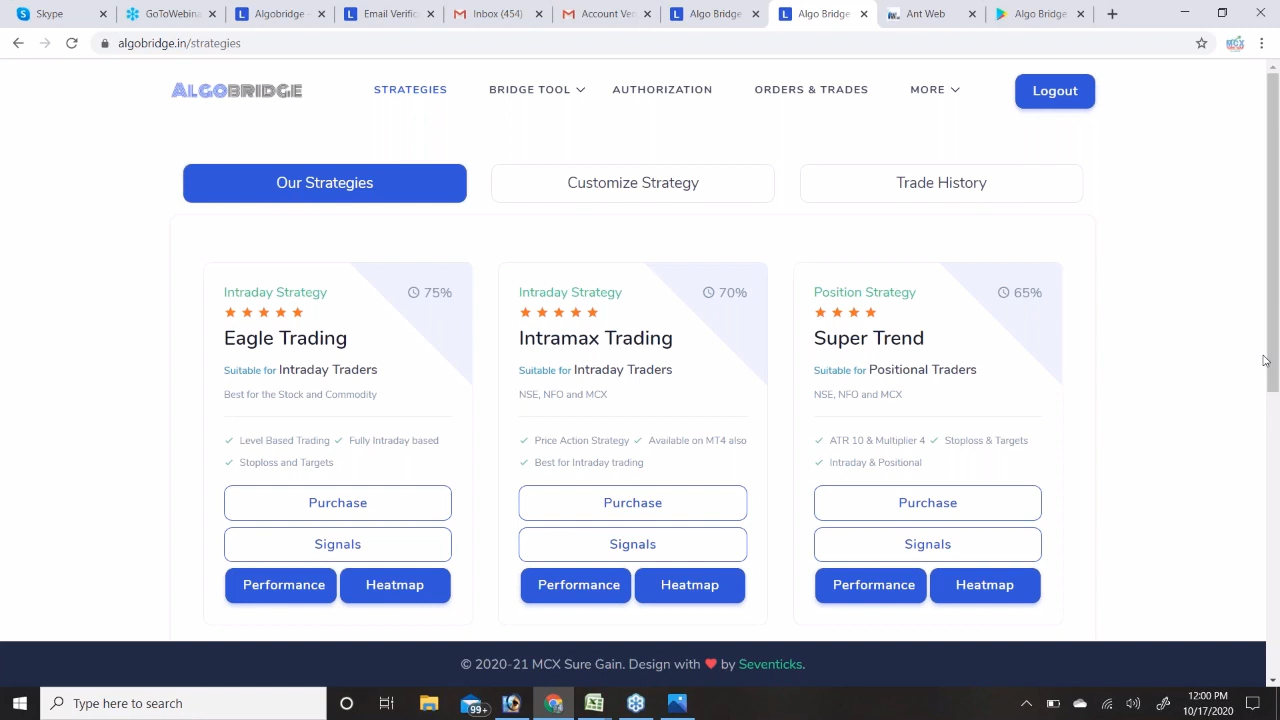 Skype
GoToWebina
Algobridge -
Email Verific
Inbox (454)
Account Ver
Algo Bridge
Algo Bridge
Ant Web
Algo Bridge
algobridge.in/strategies
MCX
ALGOBRIDGE
STRATEGIES
BRIDGE TOOL
AUTHORIZATION
ORDERS & TRADES
MORE
Logout
Our Strategies
Customize Strategy
Trade History
Intraday Strategy
75%
Eagle Trading
Suitable for Intraday Traders
Best for the Stock and Commodity
Level Based Trading
Fully Intraday based
Stoploss and Targets
Purchase
Signals
Performance
Heatmap
Intraday Strategy
70%
Intramax Trading
Suitable for Intraday Traders
NSE, NFO and MCX
Price Action Strategy
Available on MT4 also
Best for Intraday trading
Purchase
Signals
Performance
Heatmap
Position Strategy
65%
Super Trend
Suitable for Positional Traders
NSE, NFO and MCX
ATR 10 & Multiplier 4
Stoploss & Targets
Intraday & Positional
Purchase
Signals
Performance
Heatmap
© 2020-21 MCX Sure Gain. Design with ❤ by Seventicks.
Type here to search
99+
12:00 PM
10/17/2020